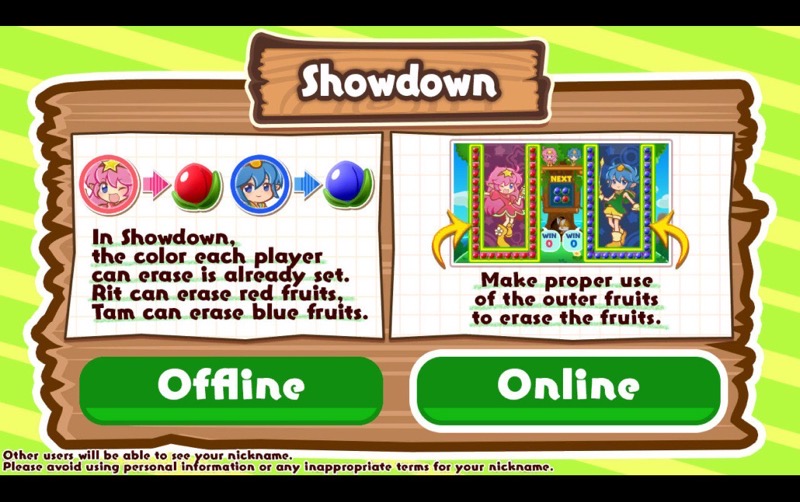 Showdown
In Showdown,
the color each player
can erase is already set.
Rit can erase red fruits,
Tam can erase blue fruits.
NEXT
WIN WIN
0 0
Make proper use
of the outer fruits
to erase the fruits.
Offline
Online
Other users will be able to see your nickname.
Please avoid using personal information or any inappropriate terms for your nickname.